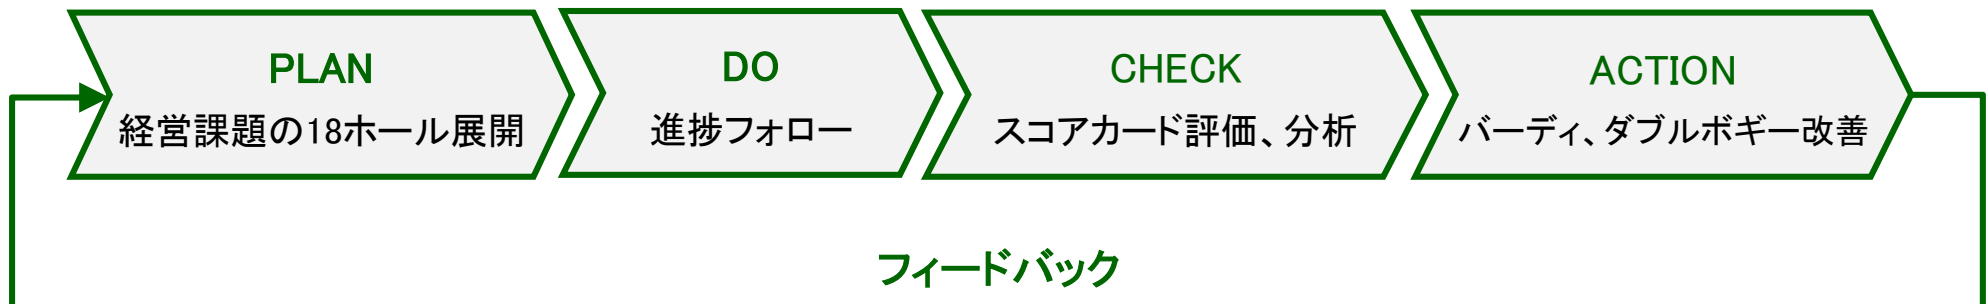 PLAN
経営課題の18ホール展開
DO
進捗フォロー
CHECK
スコアカード評価、分析
ACTION
バーディ、ダブルボギー改善
フィードバック